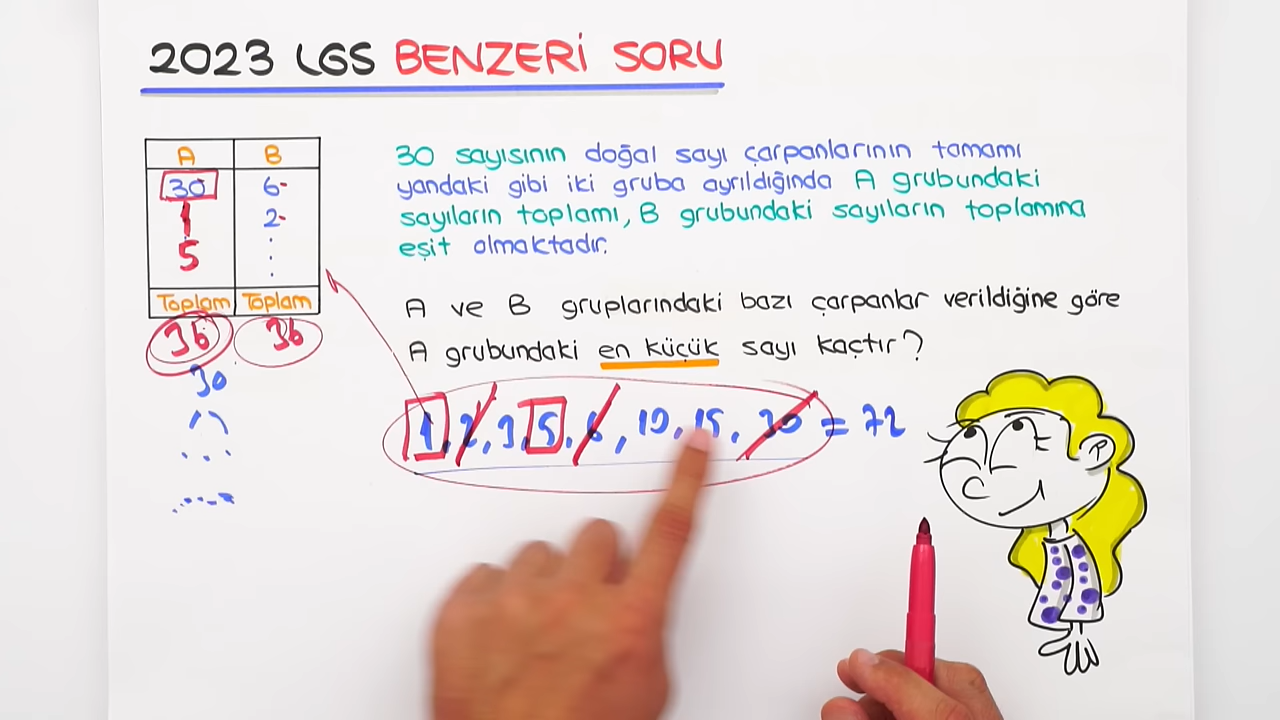 2023 LGS BENZERİ SORU
A B
30 6
1 2
5
Toplam Toplam
36 36
30
30 sayısının doğal sayı çarpanlarının tamamı
yandaki gibi iki gruba ayrıldığında A grubundaki
sayıların toplamı, B grubundaki sayıların toplamına
eşit olmaktadır.
A ve B gruplarındaki bazı çarpanlar verildiğine göre
A grubundaki en küçük sayı kaçtır?
1, 2, 3, 5, 6, 10, 15, 30 = 72